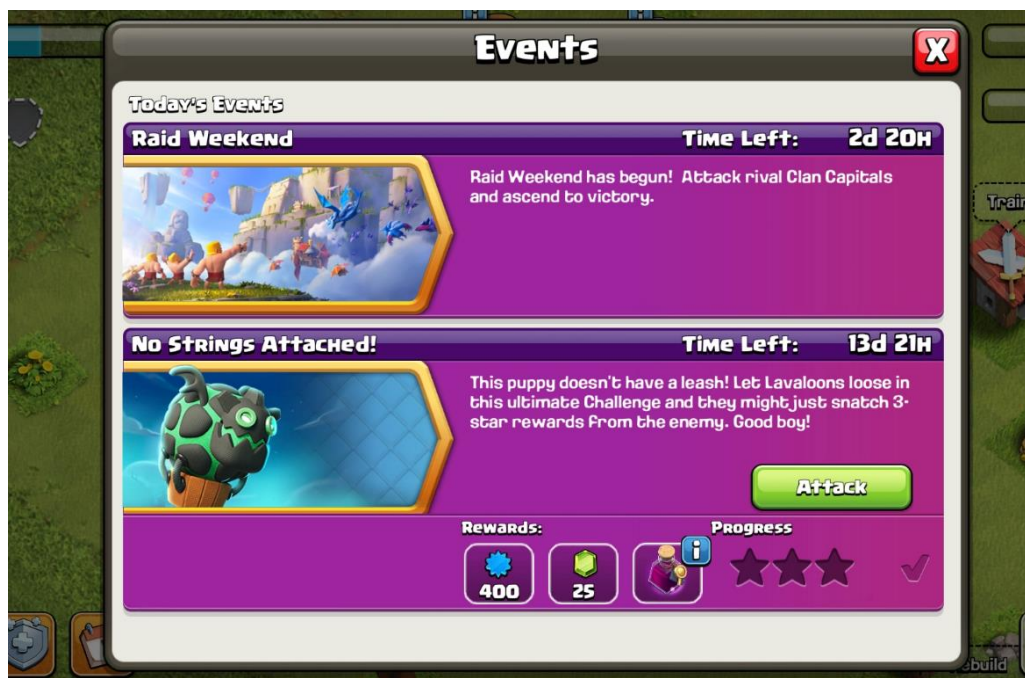 Events
X
Today's Events
Raid Weekend
Time Left: 2d 20H
Raid Weekend has begun! Attack rival Clan Capitals
and ascend to victory.
Train
No Strings Attached!
Time Left: 13d 21H
This puppy doesn't have a leash! Let Lavaloons loose in
this ultimate Challenge and they might just snatch 3-
star rewards from the enemy. Good boy!
Attack
Rewards:
Progress
i
400
25
ebuild